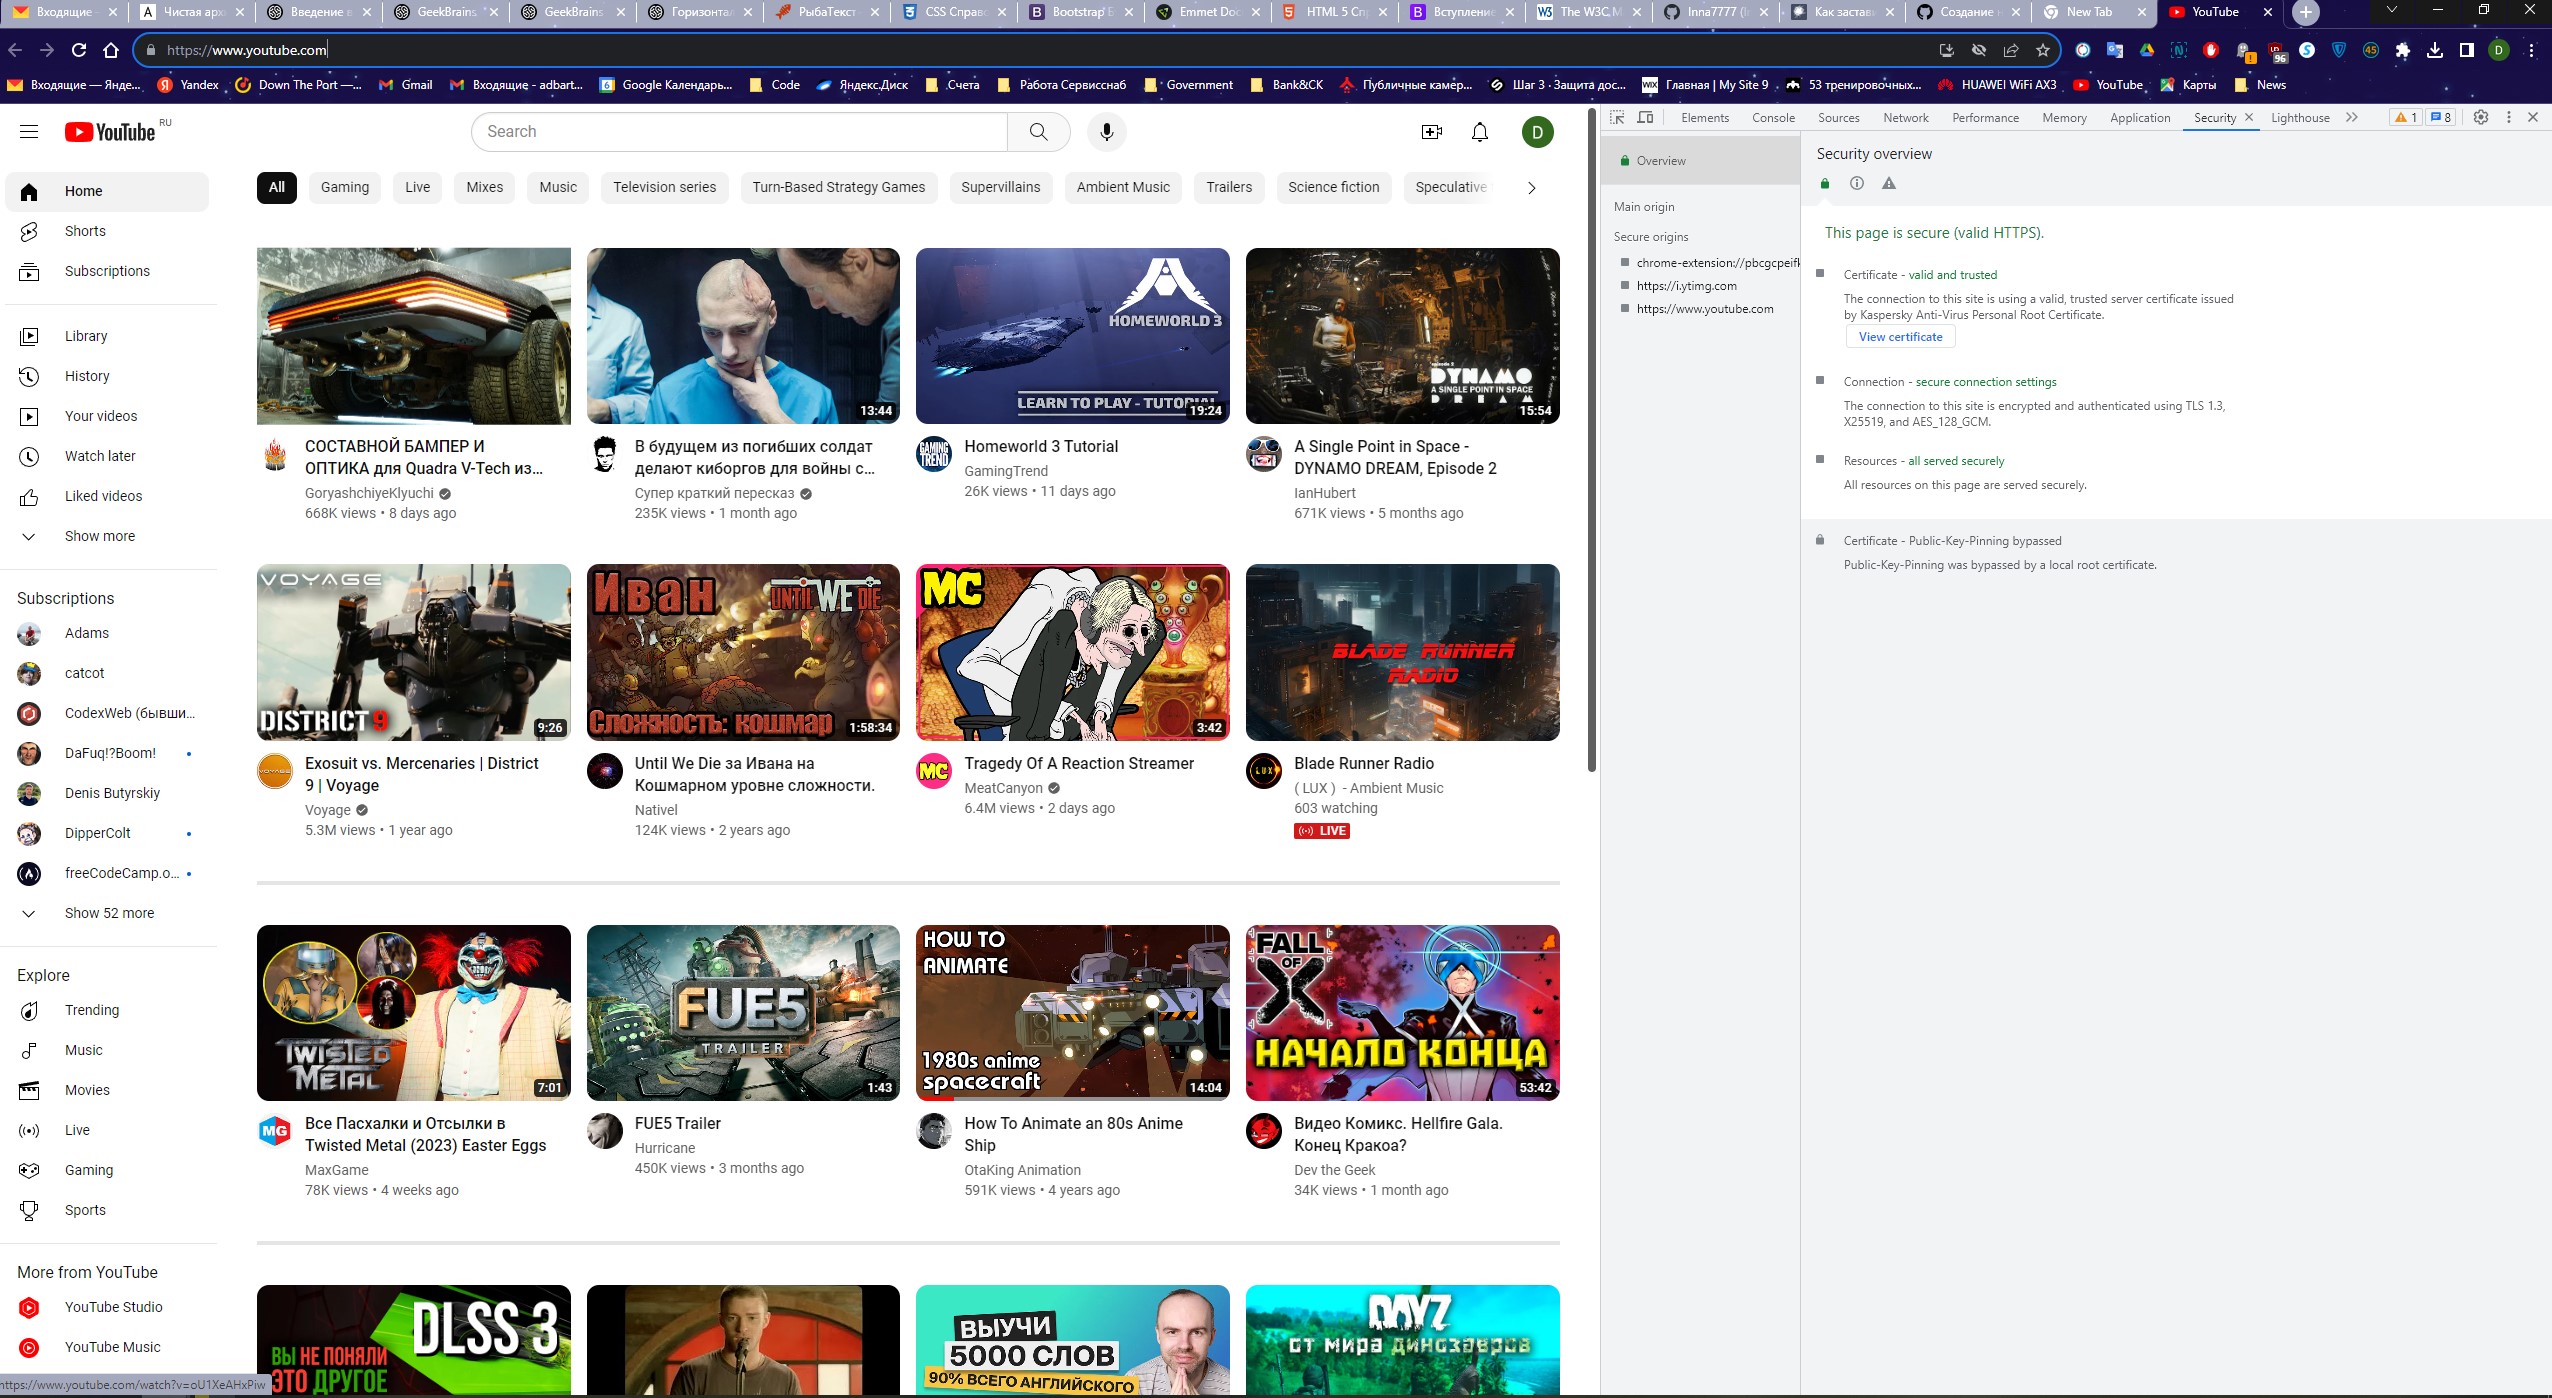 Входящие -
Чистая арх
Введение в
GeekBrains
GeekBrains
Горизонтал
РыбаТекст
CSS Справо
Bootstrap
Emmet Doc
HTML 5 Сп
Вступление
The W3C M
Inna7777 (I
Как застав
Создание н
New Tab
YouTube
https://www.youtube.com
Входящие — Янде...
Yandex
Down The Port —...
Gmail
Входящие - adbart...
Google Календарь...
Code
Яндекс.Диск
.Счета
Работа Сервисснаб
Government
Bank&CK
Публичные камер...
Шаг 3 · Защита дос...
Главная | My Site 9
53 тренировочных...
HUAWEI WiFi AX3
YouTube
Карты
News
YouTube RU
Search
D
Home
Shorts
Subscriptions
Library
History
Your videos
Watch later
Liked videos
Show more
Subscriptions
Adams
catcot
CodexWeb (бывши...
DaFuq!?Boom!
Denis Butyrskiy
DipperColt
freeCodeCamp.o...
Show 52 more
Explore
Trending
Music
Movies
Live
Gaming
Sports
More from YouTube
YouTube Studio
YouTube Music
https://www.youtube.com/watch?v=oU1XeAHxPiw
All
Gaming
Live
Mixes
Music
Television series
Turn-Based Strategy Games
Supervillains
Ambient Music
Trailers
Science fiction
Speculative
СОСТАВНОЙ БАМПЕР И
ОПТИКА для Quadra V-Tech из...
GoryashchiyeKlyuchi
668K views • 8 days ago
13:44
В будущем из погибших солдат
делают киборгов для войны с...
Супер краткий пересказ
235K views • 1 month ago
HOMEWORLD 3
LEARN TO PLAY - TUTORIAL
19:24
GAMING
TREND
Homeworld 3 Tutorial
GamingTrend
26K views • 11 days ago
episode 2
DYNAMO
A SINGLE POINT IN SPACE
DREAM
15:54
A Single Point in Space -
DYNAMO DREAM, Episode 2
IanHubert
671K views • 5 months ago
VOYAGE
DISTRICT 9
9:26
Exosuit vs. Mercenaries | District
9 | Voyage
Voyage
5.3M views • 1 year ago
Иван
UNTIL WE DIE
Сложность: кошмар
1:58:34
Until We Die за Ивана на
Кошмарном уровне сложности.
Nativel
124K views • 2 years ago
MC
3:42
MC
Tragedy Of A Reaction Streamer
MeatCanyon
6.4M views • 2 days ago
BLADE RUNNER
RADIO
LUX
Blade Runner Radio
( LUX ) - Ambient Music
603 watching
LIVE
TWISTED
METAL
7:01
MG
Все Пасхалки и Отсылки в
Twisted Metal (2023) Easter Eggs
MaxGame
78K views • 4 weeks ago
FUE5
TRAILER
1:43
FUE5 Trailer
Hurricane
450K views • 3 months ago
HOW TO
ANIMATE
1980s anime
spacecraft
14:04
How To Animate an 80s Anime
Ship
OtaKing Animation
591K views • 4 years ago
FALL
OF
X
НАЧАЛО КОНЦА
53:42
Видео Комикс. Hellfire Gala.
Конец Кракоа?
Dev the Geek
34K views • 1 month ago
DLSS 3
ВЫ НЕ ПОНЯЛИ
ЭТО ДРУГОЕ
ВЫУЧИ
5000 СЛОВ
90% ВСЕГО АНГЛИЙСКОГО
DAYZ
от мира динозавров
Elements
Console
Sources
Network
Performance
Memory
Application
Security
Lighthouse
1
8
Overview
Main origin
Secure origins
chrome-extension://pbcgcpeifk
https://i.ytimg.com
https://www.youtube.com
Security overview
This page is secure (valid HTTPS).
Certificate - valid and trusted
The connection to this site is using a valid, trusted server certificate issued
by Kaspersky Anti-Virus Personal Root Certificate.
View certificate
Connection - secure connection settings
The connection to this site is encrypted and authenticated using TLS 1.3,
X25519, and AES_128_GCM.
Resources - all served securely
All resources on this page are served securely.
Certificate - Public-Key-Pinning bypassed
Public-Key-Pinning was bypassed by a local root certificate.